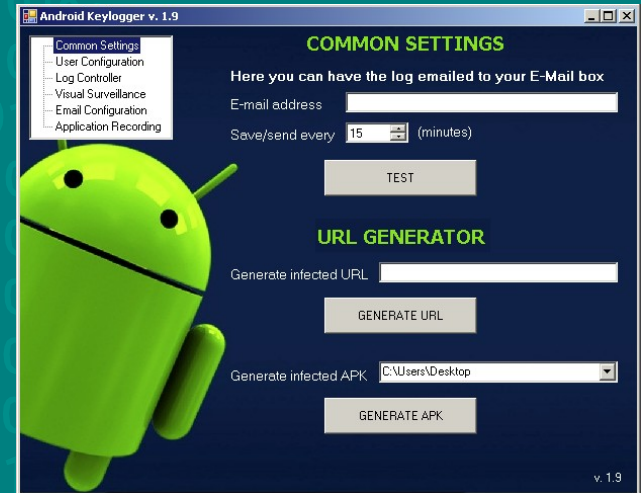 Android Keylogger v. 1.9
Common Settings
User Configuration
Log Controller
Visual Surveillance
Email Configuration
Application Recording
COMMON SETTINGS
Here you can have the log emailed to your E-Mail box
E-mail address
Save/send every 15 (minutes)
TEST
URL GENERATOR
Generate infected URL
GENERATE URL
Generate infected APK C:\Users\Desktop
GENERATE APK
v. 1.9